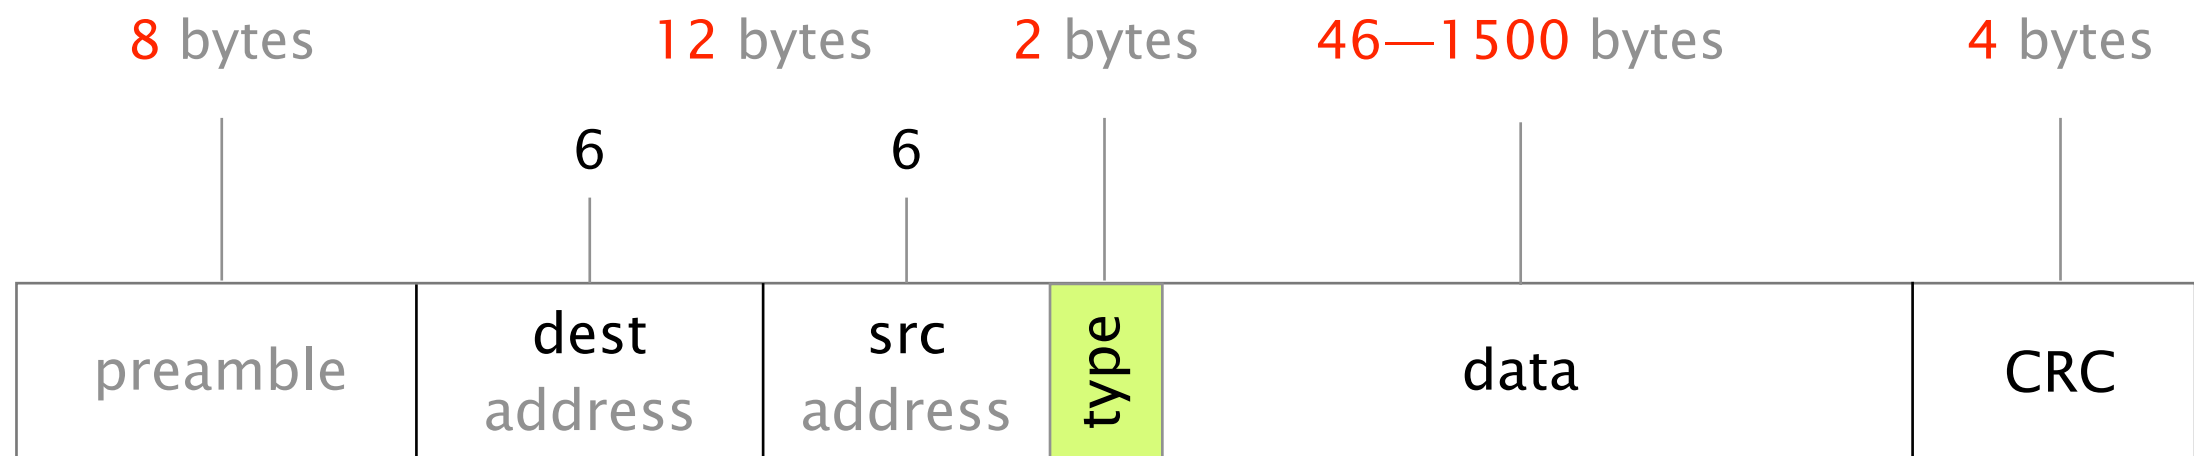 8 bytes
12 bytes
2 bytes
46—1500 bytes
4 bytes
6
6
preamble
dest
address
src
address
type
data
CRC